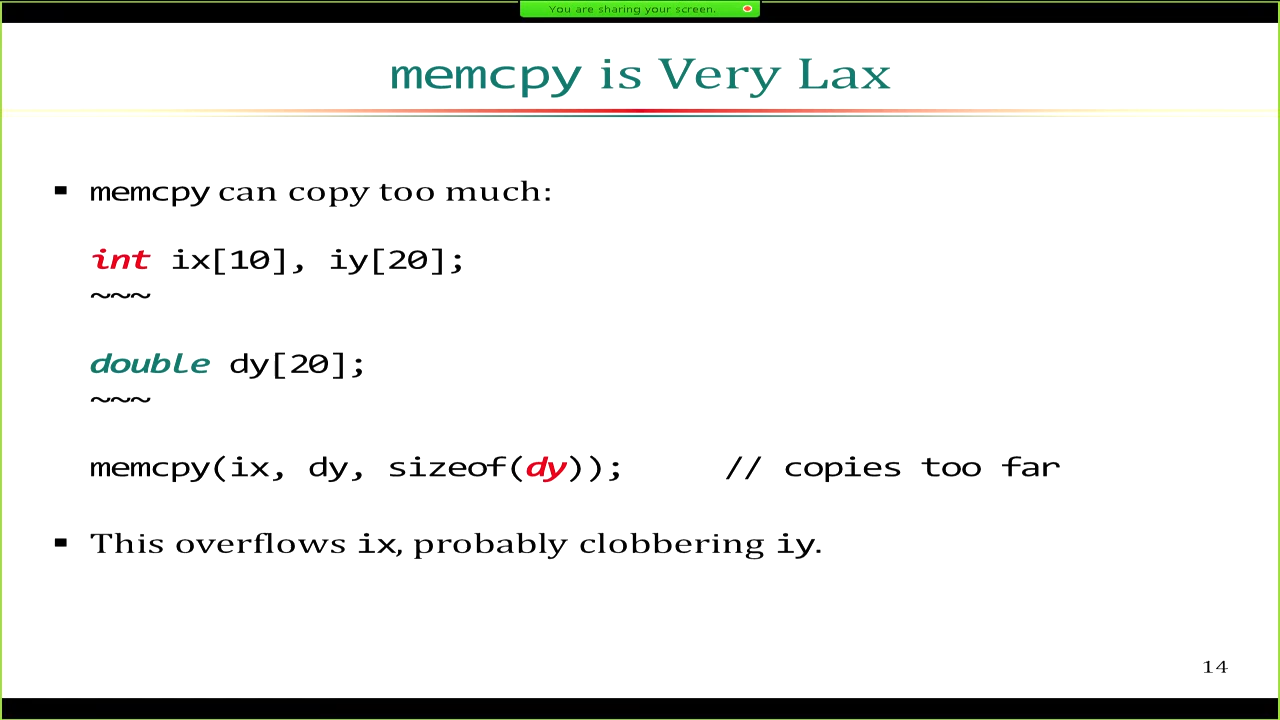 You are sharing your screen.
memcpy is Very Lax
▪ memcpy can copy too much:
int ix[10], iy[20];
~~~
double dy[20];
~~~
memcpy(ix, dy, sizeof(dy)); // copies too far
▪ This overflows ix, probably clobbering iy.
14